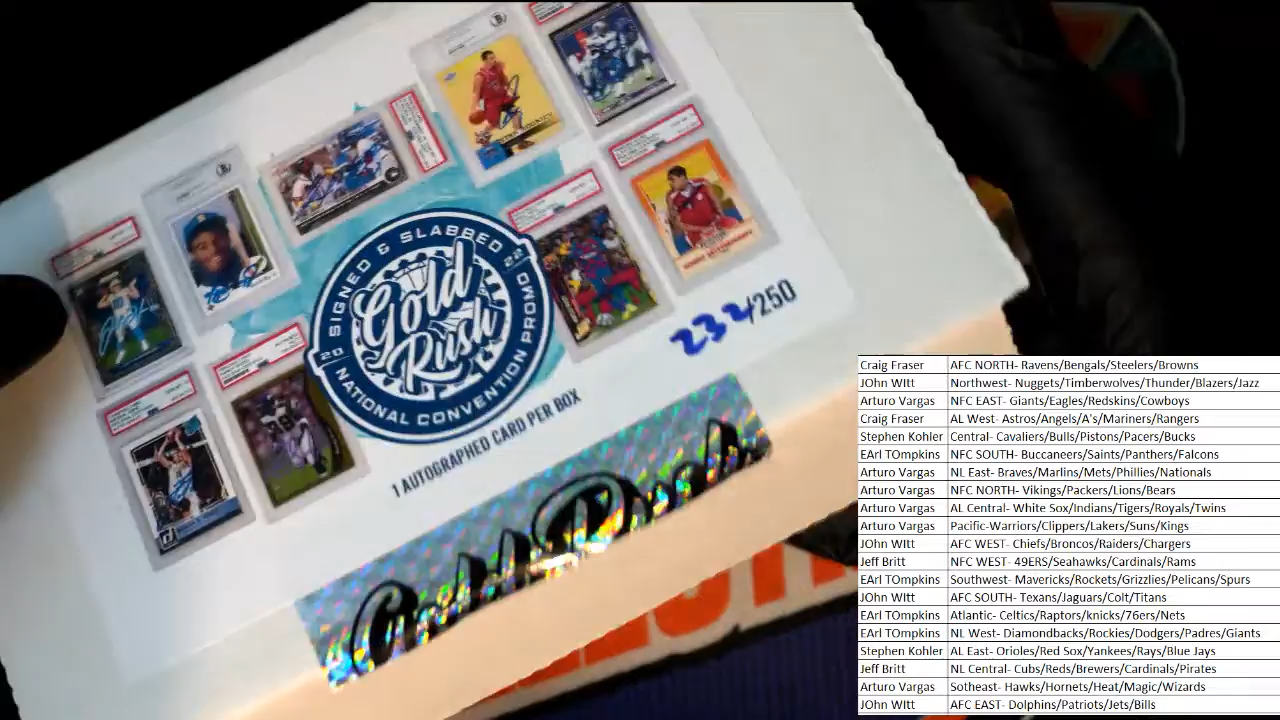 SIGNED & SLABBED
20 22
Gold
Rush
NATIONAL CONVENTION PROMO
232/250
1 AUTOGRAPHED CARD PER BOX
Gold Rush
Craig Fraser AFC NORTH- Ravens/Bengals/Steelers/Browns
JOhn WItt Northwest- Nuggets/Timberwolves/Thunder/Blazers/Jazz
Arturo Vargas NFC EAST- Giants/Eagles/Redskins/Cowboys
Craig Fraser AL West- Astros/Angels/A's/Mariners/Rangers
Stephen Kohler Central- Cavaliers/Bulls/Pistons/Pacers/Bucks
EArl TOmpkins NFC SOUTH- Buccaneers/Saints/Panthers/Falcons
Arturo Vargas NL East- Braves/Marlins/Mets/Phillies/Nationals
Arturo Vargas NFC NORTH- Vikings/Packers/Lions/Bears
Arturo Vargas AL Central- White Sox/Indians/Tigers/Royals/Twins
Arturo Vargas Pacific-Warriors/Clippers/Lakers/Suns/Kings
JOhn WItt AFC WEST- Chiefs/Broncos/Raiders/Chargers
Jeff Britt NFC WEST- 49ERS/Seahawks/Cardinals/Rams
EArl TOmpkins Southwest- Mavericks/Rockets/Grizzlies/Pelicans/Spurs
JOhn WItt AFC SOUTH- Texans/Jaguars/Colt/Titans
EArl TOmpkins Atlantic- Celtics/Raptors/knicks/76ers/Nets
EArl TOmpkins NL West- Diamondbacks/Rockies/Dodgers/Padres/Giants
Stephen Kohler AL East- Orioles/Red Sox/Yankees/Rays/Blue Jays
Jeff Britt NL Central- Cubs/Reds/Brewers/Cardinals/Pirates
Arturo Vargas Sotheast- Hawks/Hornets/Heat/Magic/Wizards
JOhn WItt AFC EAST- Dolphins/Patriots/Jets/Bills